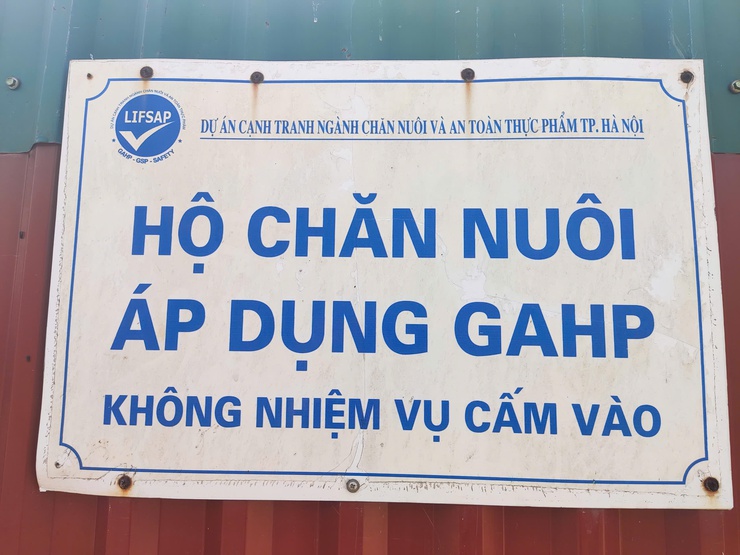 LIFSAP
GAHP - GSP - SAFETY
DỰ ÁN CẠNH TRANH NGÀNH CHĂN NUÔI VÀ AN TOÀN THỰC PHẨM TP. HÀ NỘI
HỘ CHĂN NUÔI
ÁP DỤNG GAHP
KHÔNG NHIỆM VỤ CẤM VÀO